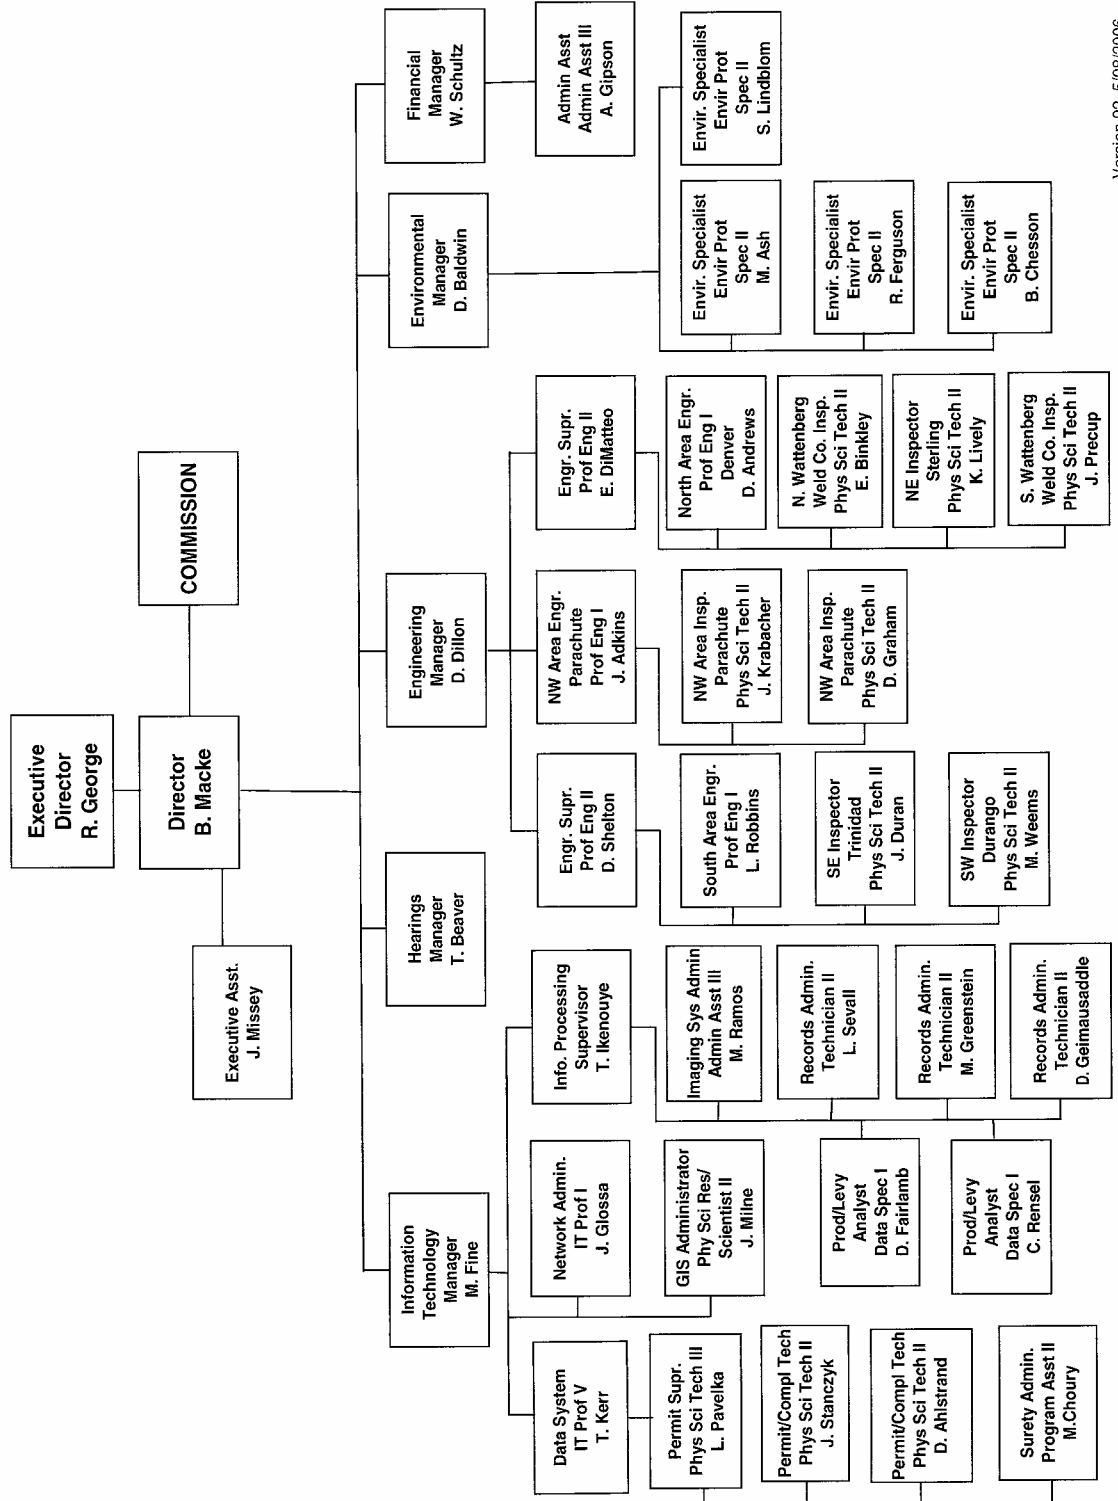 Executive
Director
R. George
Director
B. Macke
COMMISSION
Executive Asst.
J. Missey
Information
Technology
Manager
M. Fine
Hearings
Manager
T. Beaver
Engineering
Manager
D. Dillon
Environmental
Manager
D. Baldwin
Financial
Manager
W. Schultz
Data System
IT Prof V
T. Kerr
Permit Supr.
Phys Sci Tech III
L. Pavelka
Permit/Compl Tech
Phys Sci Tech II
J. Stanczyk
Permit/Compl Tech
Phys Sci Tech II
D. Ahlstrand
Surety Admin.
Program Asst II
M.Choury
Network Admin.
IT Prof I
J. Glossa
GIS Administrator
Phy Sci Res/
Scientist II
J. Milne
Info. Processing
Supervisor
T. Ikenouye
Imaging Sys Admin
Admin Asst III
M. Ramos
Records Admin.
Technician II
L. Sevall
Records Admin.
Technician II
M. Greenstein
Records Admin.
Technician II
D. Geimausaddle
Prod/Levy
Analyst
Data Spec I
D. Fairlamb
Prod/Levy
Analyst
Data Spec I
C. Rensel
Engr. Supr.
Prof Eng II
D. Shelton
South Area Engr.
Prof Eng I
L. Robbins
SE Inspector
Trinidad
Phys Sci Tech II
J. Duran
SW Inspector
Durango
Phys Sci Tech II
M. Weems
NW Area Engr.
Parachute
Prof Eng I
J. Adkins
NW Area Insp.
Parachute
Phys Sci Tech II
J. Krabacher
NW Area Insp.
Parachute
Phys Sci Tech II
D. Graham
Engr. Supr.
Prof Eng II
E. DiMatteo
North Area Engr.
Prof Eng I
Denver
D. Andrews
N. Wattenberg
Weld Co. Insp.
Phys Sci Tech II
E. Binkley
NE Inspector
Sterling
Phys Sci Tech II
K. Lively
S. Wattenberg
Weld Co. Insp.
Phys Sci Tech II
J. Precup
Envir. Specialist
Envir Prot
Spec II
M. Ash
Envir. Specialist
Envir Prot
Spec II
R. Ferguson
Envir. Specialist
Envir Prot
Spec II
B. Chesson
Envir. Specialist
Envir Prot
Spec II
S. Lindblom
Admin Asst
Admin Asst III
A. Gipson